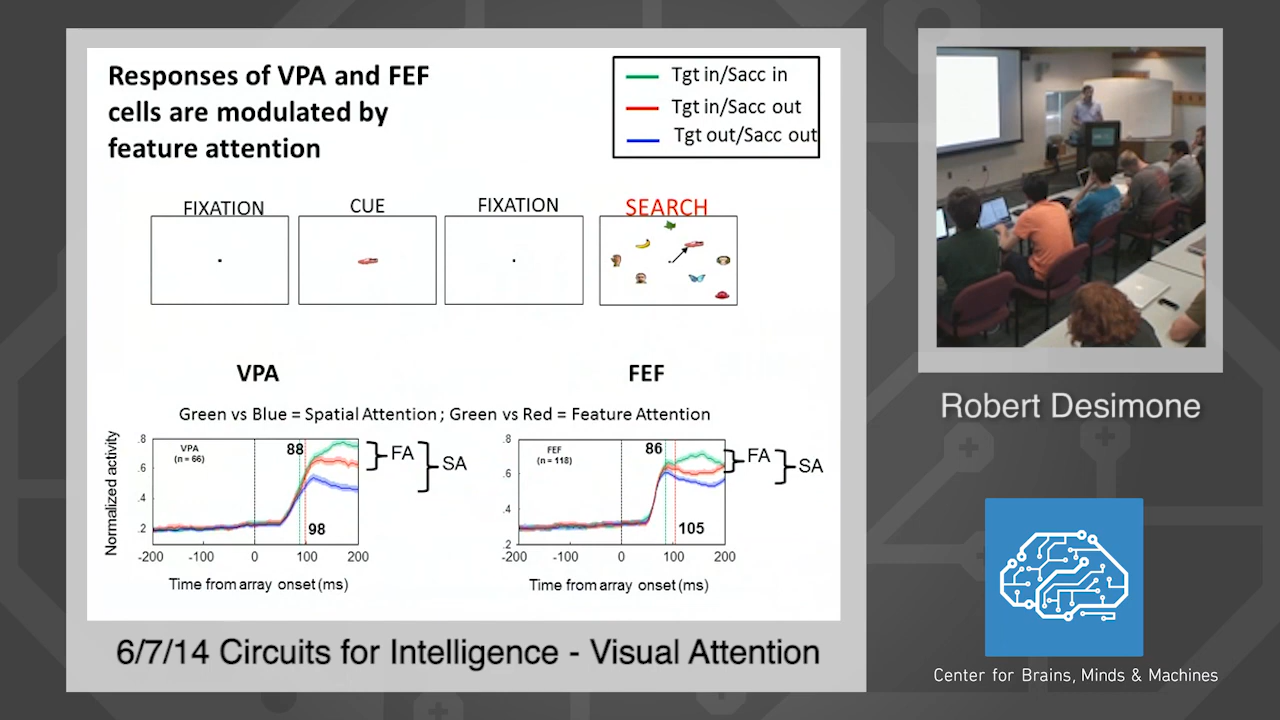 Responses of VPA and FEF
cells are modulated by
feature attention
Tgt in/Sacc in
Tgt in/Sacc out
Tgt out/Sacc out
FIXATION
CUE
FIXATION
SEARCH
VPA
FEF
Green vs Blue = Spatial Attention; Green vs Red = Feature Attention
Normalized activity
.8
.6
.4
.2
VPA
(n = 66)
88
98
FA
SA
-200 -100 0 100 200
Time from array onset (ms)
.8
.6
.4
.2
FEF
(n = 118)
86
105
FA
SA
-200 -100 0 100 200
Time from array onset (ms)
6/7/14 Circuits for Intelligence - Visual Attention
Robert Desimone
Center for Brains, Minds & Machines